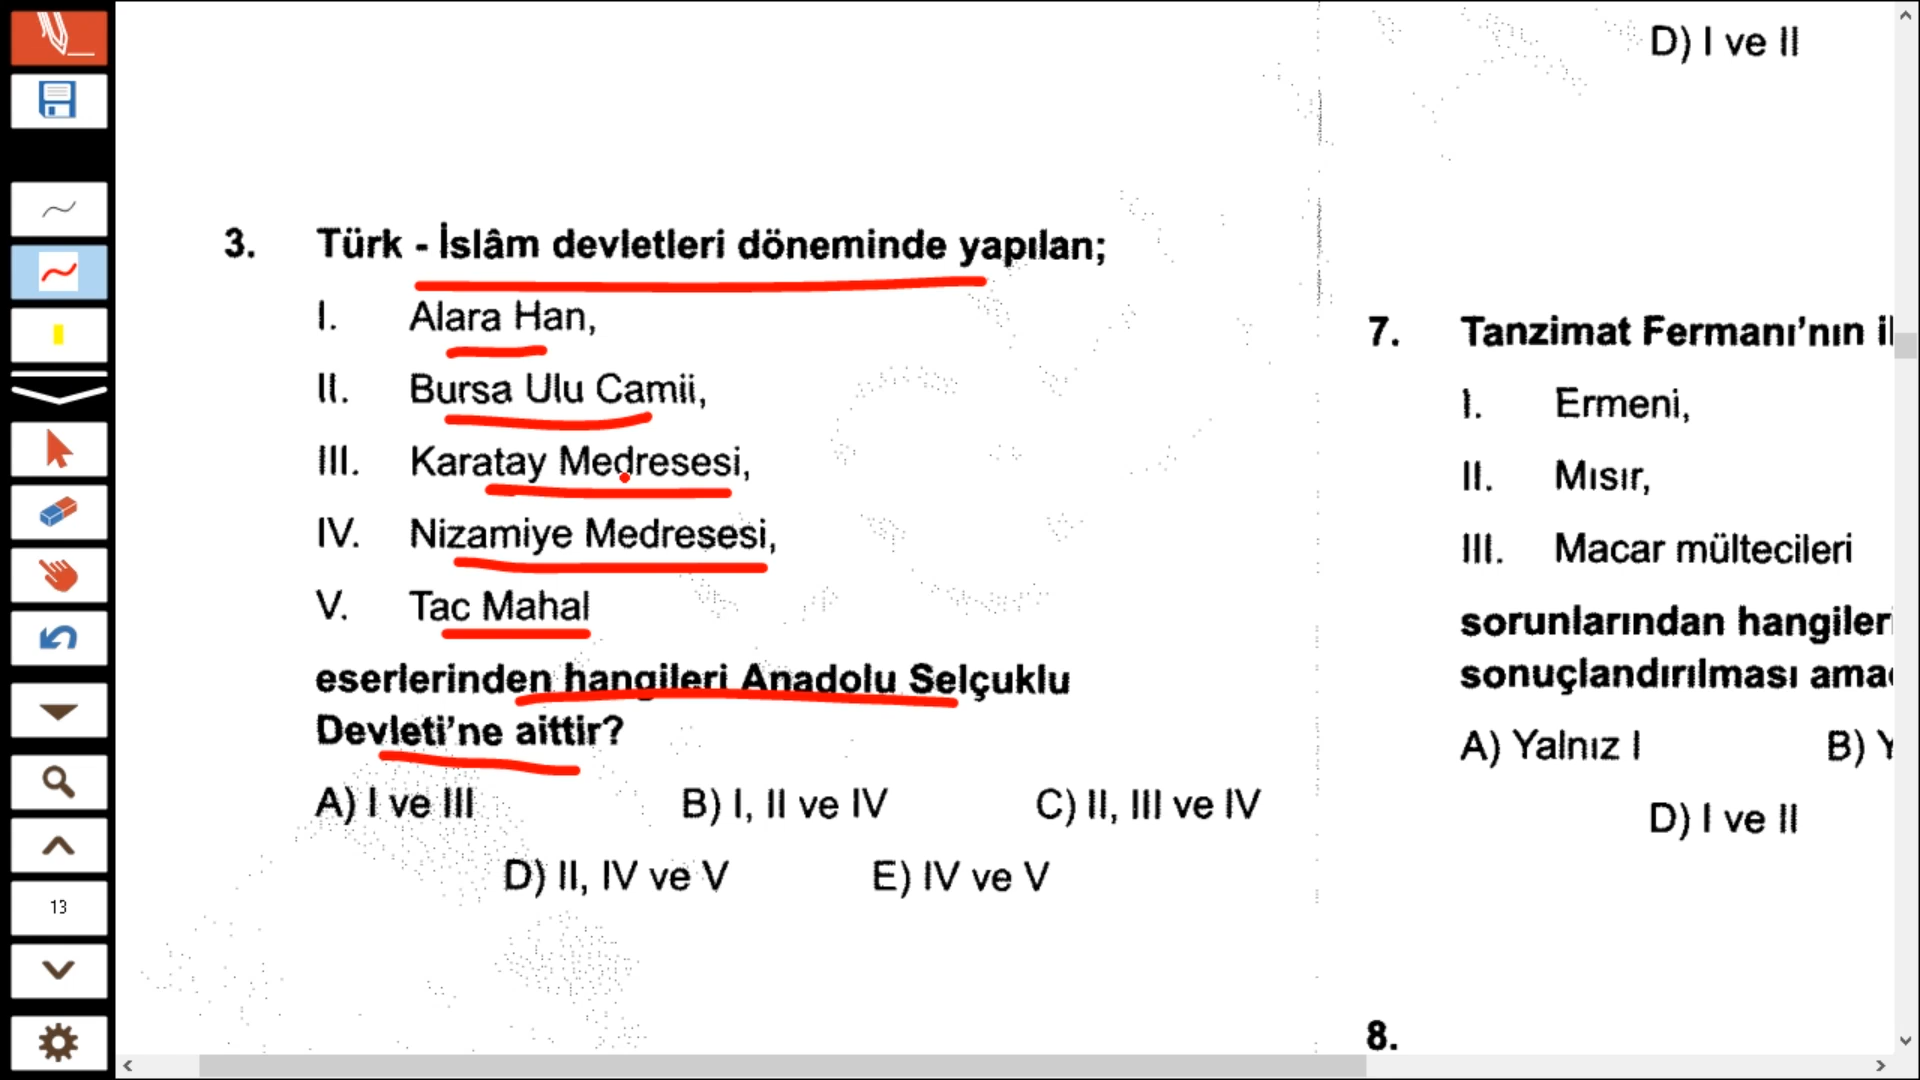 3. Türk - İslâm devletleri döneminde yapılan;
I. Alara Han,
II. Bursa Ulu Camii,
III. Karatay Medresesi,
IV. Nizamiye Medresesi,
V. Tac Mahal
eserlerinden hangileri Anadolu Selçuklu
Devleti'ne aittir?
A) I ve III B) I, II ve IV C) II, III ve IV
D) II, IV ve V E) IV ve V
D) I ve II
7. Tanzimat Fermanı'nın il
I. Ermeni,
II. Mısır,
III. Macar mültecileri
sorunlarından hangileri
sonuçlandırılması ama
A) Yalnız I B) Y
D) I ve II
8.
13